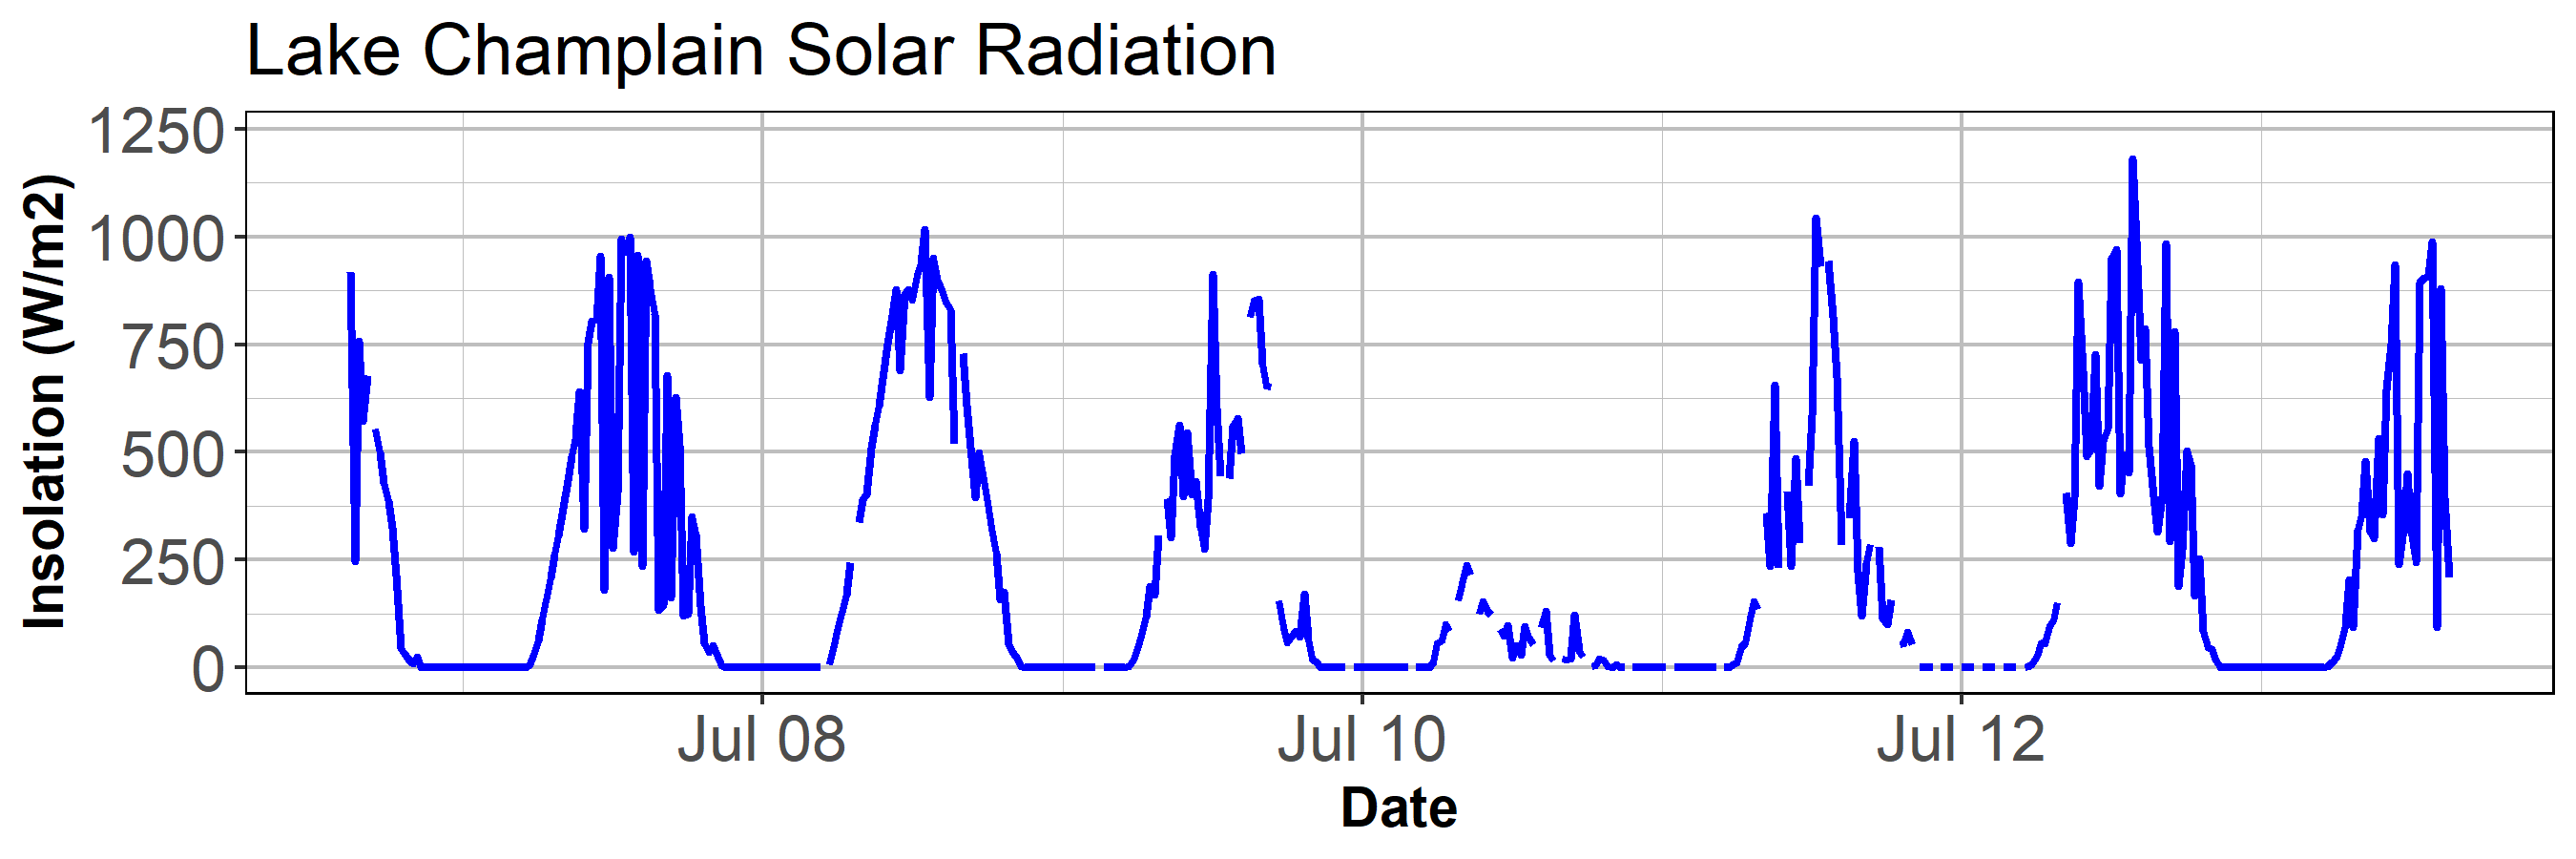 Lake Champlain Solar Radiation
Insolation (W/m2)
1250
1000
750
500
250
0
Jul 08
Jul 10
Jul 12
Date